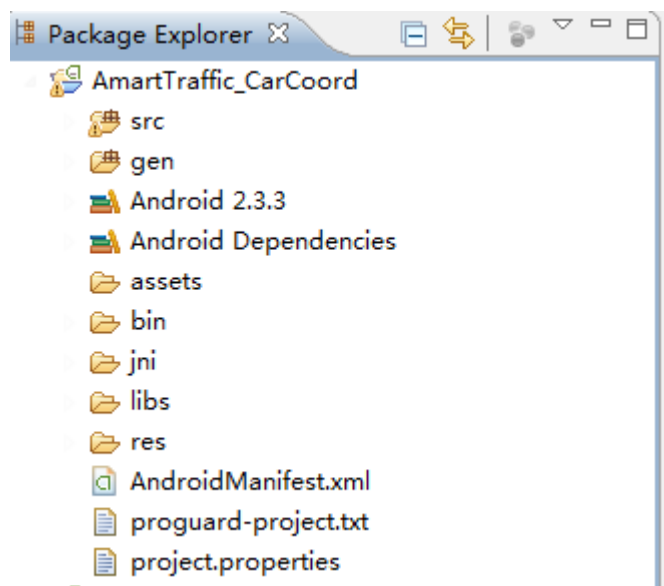 Package Explorer
AmartTraffic_CarCoord
src
gen
Android 2.3.3
Android Dependencies
assets
bin
jni
libs
res
AndroidManifest.xml
proguard-project.txt
project.properties